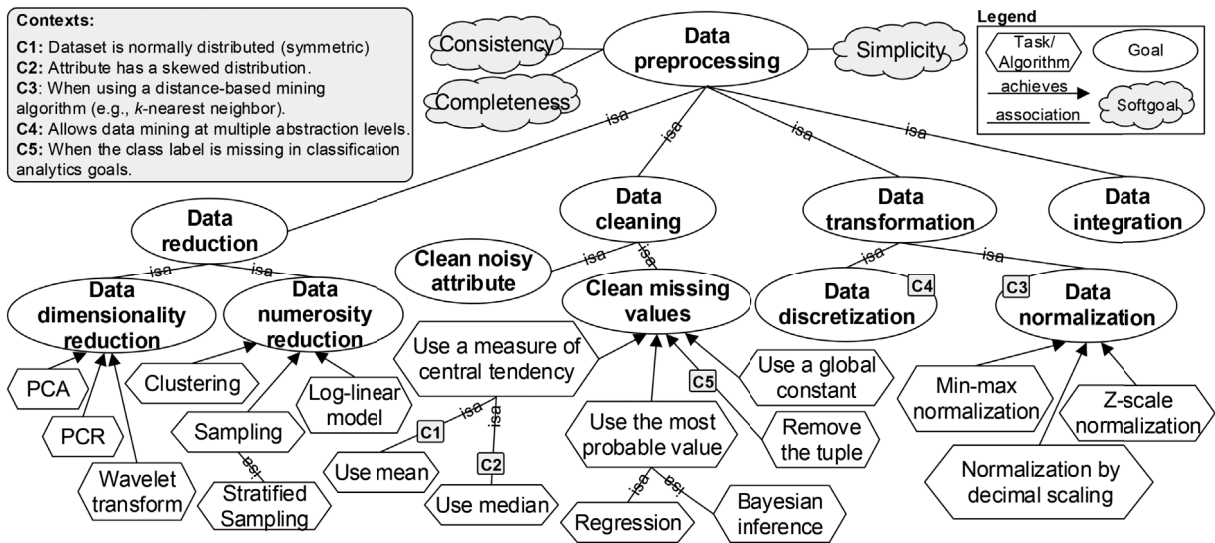 Contexts:
C1: Dataset is normally distributed (symmetric)
C2: Attribute has a skewed distribution.
C3: When using a distance-based mining
algorithm (e.g., k-nearest neighbor).
C4: Allows data mining at multiple abstraction levels.
C5: When the class label is missing in classification
analytics goals.
Consistency
Completeness
Data
preprocessing
Simplicity
Legend
Task/
Algorithm
Goal
achieves
association
Softgoal
isa
isa
isa
isa
Data
reduction
Data
cleaning
Data
transformation
Data
integration
isa
isa
isa
isa
isa
isa
Clean noisy
attribute
Data
dimensionality
reduction
Data
numerosity
reduction
Clean missing
values
C4
Data
discretization
C3
Data
normalization
PCA
PCR
Wavelet
transform
Clustering
Sampling
isa
Stratified
Sampling
Log-linear
model
Use a measure of
central tendency
isa
isa
C1
C2
Use mean
Use median
Use the most
probable value
isa
isa
Regression
Bayesian
inference
C5
Use a global
constant
Remove
the tuple
Min-max
normalization
Z-scale
normalization
Normalization by
decimal scaling